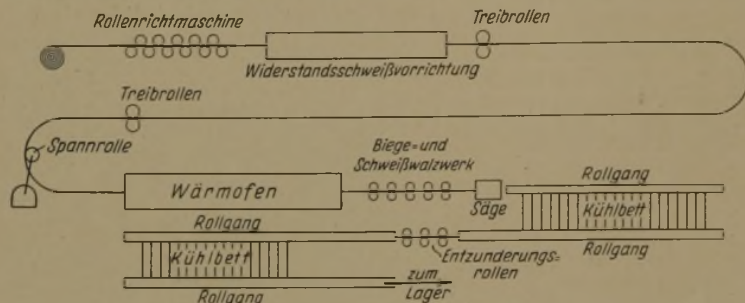 Rollenrichtmaschine
Treibrollen
Widerstandsschweißvorrichtung
Treibrollen
Spannrolle
Biege= und
Schweißwalzwerk
Rollgang
Wärmofen
Säge
Kühlbett
Rollgang
Rollgang
Kühlbett
Entzunderungs=
rollen
zum
Lager
Rollgang